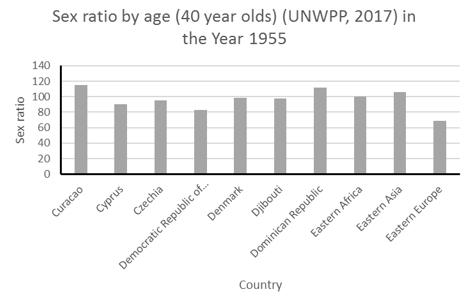 Sex ratio by age (40 year olds) (UNWPP, 2017) in
the Year 1955
140
120
100
80
60
40
20
0
Sex ratio
Curacao
Cyprus
Czechia
Democratic Republic of...
Denmark
Djibouti
Dominican Republic
Eastern Africa
Eastern Asia
Eastern Europe
Country